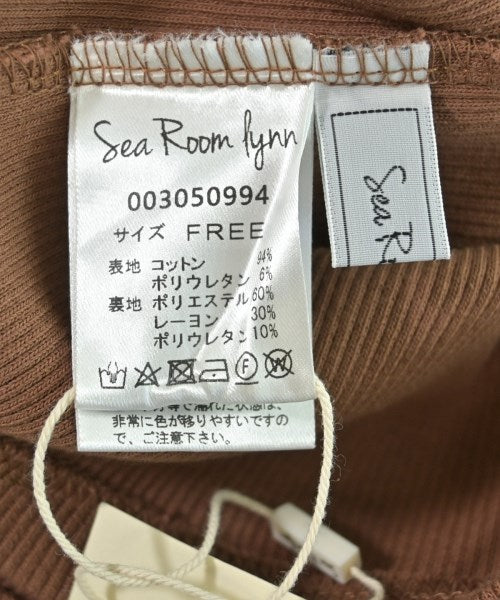 Sea Room lynn
003050994
サイズ FREE
表地 コットン 94%
ポリウレタン 6%
裏地 ポリエステル 60%
レーヨン 30%
ポリウレタン 10%
非常に色が移りやすいですの
で、ご注意下さい。
Sea Ro